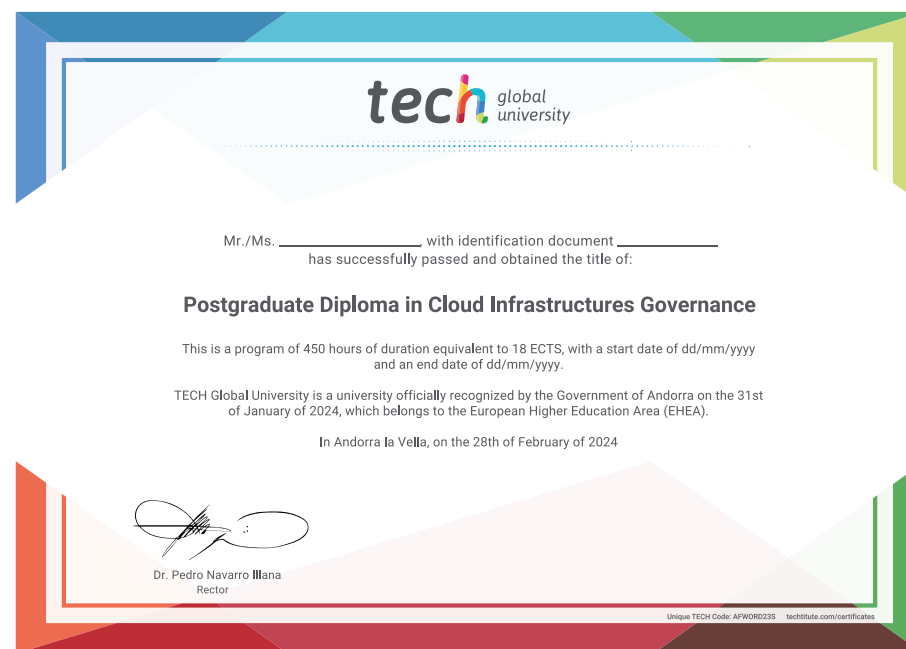 tech global
university
Mr./Ms. ________________, with identification document ____________
has successfully passed and obtained the title of:
Postgraduate Diploma in Cloud Infrastructures Governance
This is a program of 450 hours of duration equivalent to 18 ECTS, with a start date of dd/mm/yyyy
and an end date of dd/mm/yyyy.
TECH Global University is a university officially recognized by the Government of Andorra on the 31st
of January of 2024, which belongs to the European Higher Education Area (EHEA).
In Andorra la Vella, on the 28th of February of 2024
Dr. Pedro Navarro Illana
Rector
Unique TECH Code: AFWORD23S techtitute.com/certificates